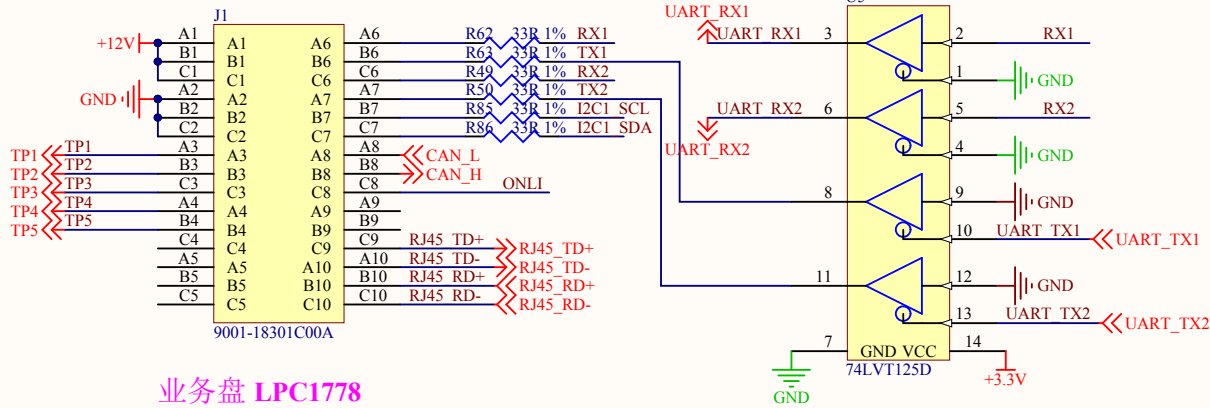 J1
+12V
A1
B1
C1
A2
B2
C2
A3
B3
C3
A4
B4
C4
A5
B5
C5
GND
TP1 TP1
TP2 TP2
TP3 TP3
TP4 TP4
TP5 TP5
A1 A6
B1 B6
C1 C6
A2 A7
B2 B7
C2 C7
A3 A8
B3 B8
C3 C8
A4 A9
B4 B9
C4 C9
A5 A10
B5 B10
C5 C10
9001-18301C00A
A6 R62 33R 1% RX1
B6 R63 33R 1% TX1
C6 R49 33R 1% RX2
A7 R50 33R 1% TX2
B7 R85 33R 1% I2C1_SCL
C7 R86 33R 1% I2C1_SDA
A8 CAN_L
B8 CAN_H
C8 ONLI
A9
B9
C9 RJ45_TD+ RJ45_TD+
A10 RJ45_TD- RJ45_TD-
B10 RJ45_RD+ RJ45_RD+
C10 RJ45_RD- RJ45_RD-
业务盘 LPC1778
UART_RX1
UART_RX1 3 2 RX1
1 GND
UART_RX2 6 5 RX2
UART_RX2
4 GND
8 9 GND
10 UART_TX1 UART_TX1
11 12 GND
13 UART_TX2 UART_TX2
7 GND VCC 14
74LVT125D
GND
+3.3V